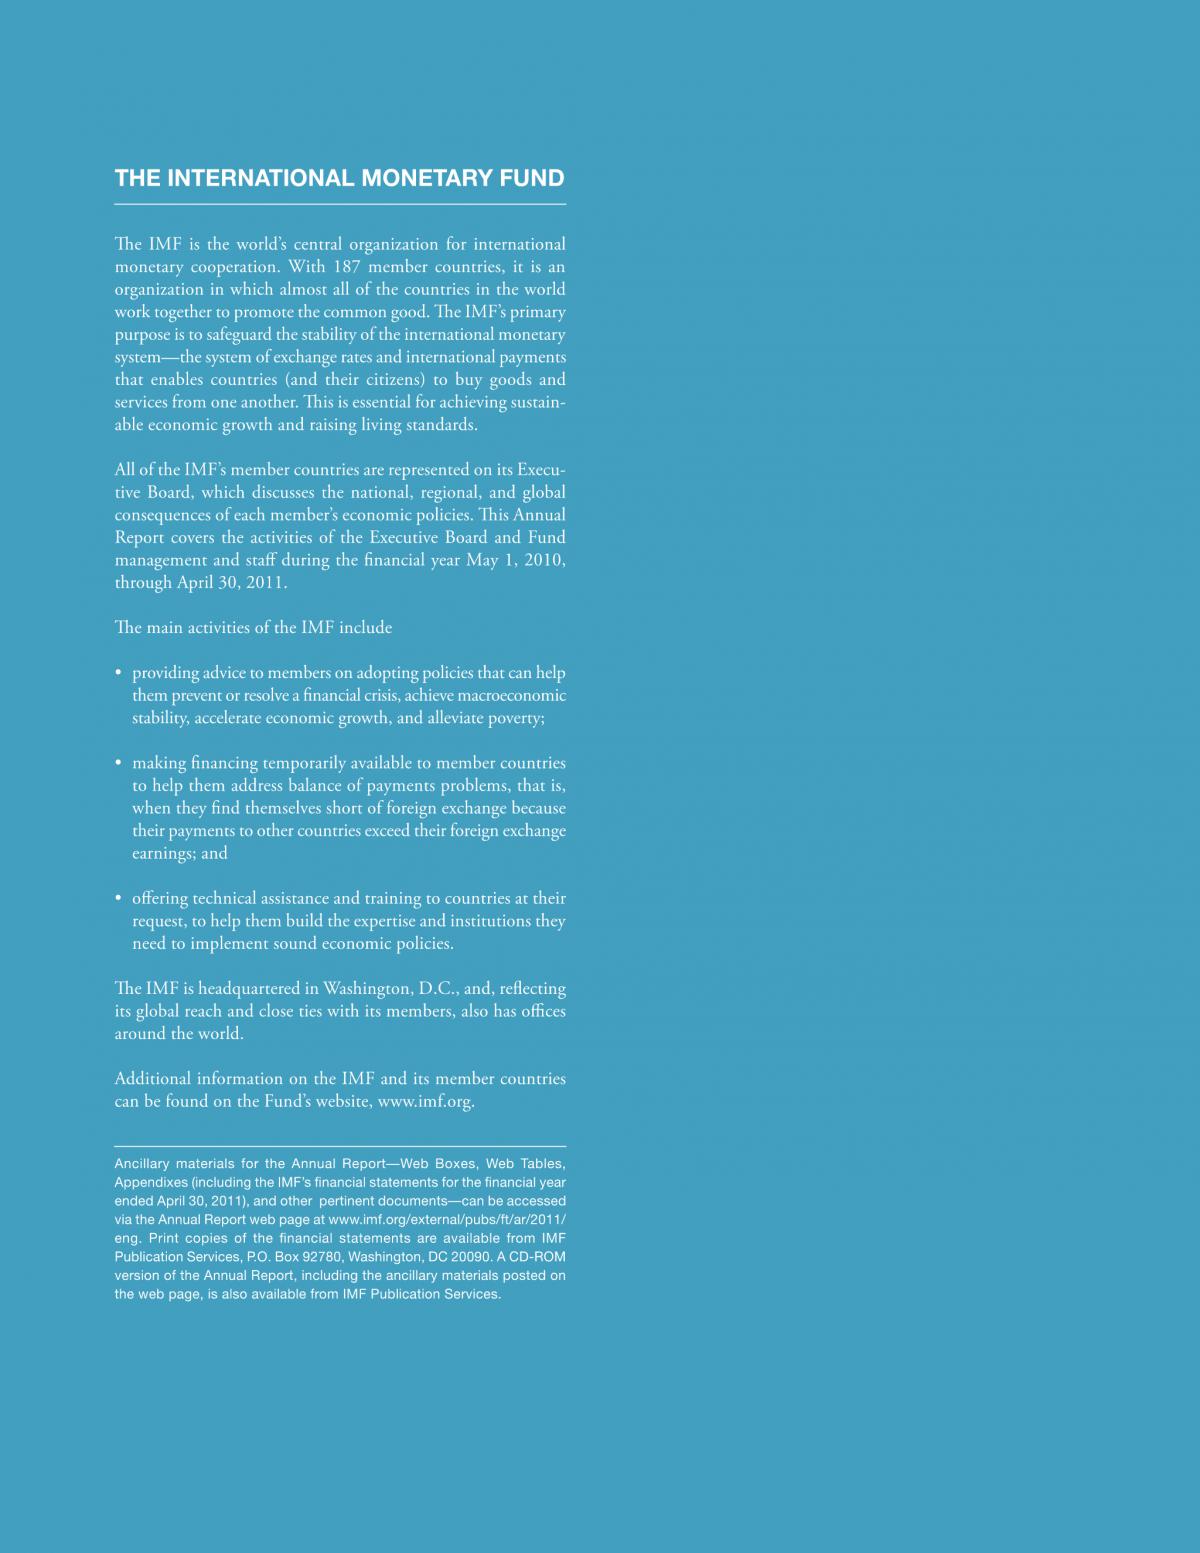 THE INTERNATIONAL MONETARY FUND
The IMF is the world’s central organization for international
monetary cooperation. With 187 member countries, it is an
organization in which almost all of the countries in the world
work together to promote the common good. The IMF’s primary
purpose is to safeguard the stability of the international monetary
system—the system of exchange rates and international payments
that enables countries (and their citizens) to buy goods and
services from one another. This is essential for achieving sustain-
able economic growth and raising living standards.
All of the IMF’s member countries are represented on its Execu-
tive Board, which discusses the national, regional, and global
consequences of each member’s economic policies. This Annual
Report covers the activities of the Executive Board and Fund
management and staff during the financial year May 1, 2010,
through April 30, 2011.
The main activities of the IMF include
• providing advice to members on adopting policies that can help
them prevent or resolve a financial crisis, achieve macroeconomic
stability, accelerate economic growth, and alleviate poverty;
• making financing temporarily available to member countries
to help them address balance of payments problems, that is,
when they find themselves short of foreign exchange because
their payments to other countries exceed their foreign exchange
earnings; and
• offering technical assistance and training to countries at their
request, to help them build the expertise and institutions they
need to implement sound economic policies.
The IMF is headquartered in Washington, D.C., and, reflecting
its global reach and close ties with its members, also has offices
around the world.
Additional information on the IMF and its member countries
can be found on the Fund’s website, www.imf.org.
Ancillary materials for the Annual Report—Web Boxes, Web Tables,
Appendixes (including the IMF’s financial statements for the financial year
ended April 30, 2011), and other pertinent documents—can be accessed
via the Annual Report web page at www.imf.org/external/pubs/ft/ar/2011/
eng. Print copies of the financial statements are available from IMF
Publication Services, P.O. Box 92780, Washington, DC 20090. A CD-ROM
version of the Annual Report, including the ancillary materials posted on
the web page, is also available from IMF Publication Services.